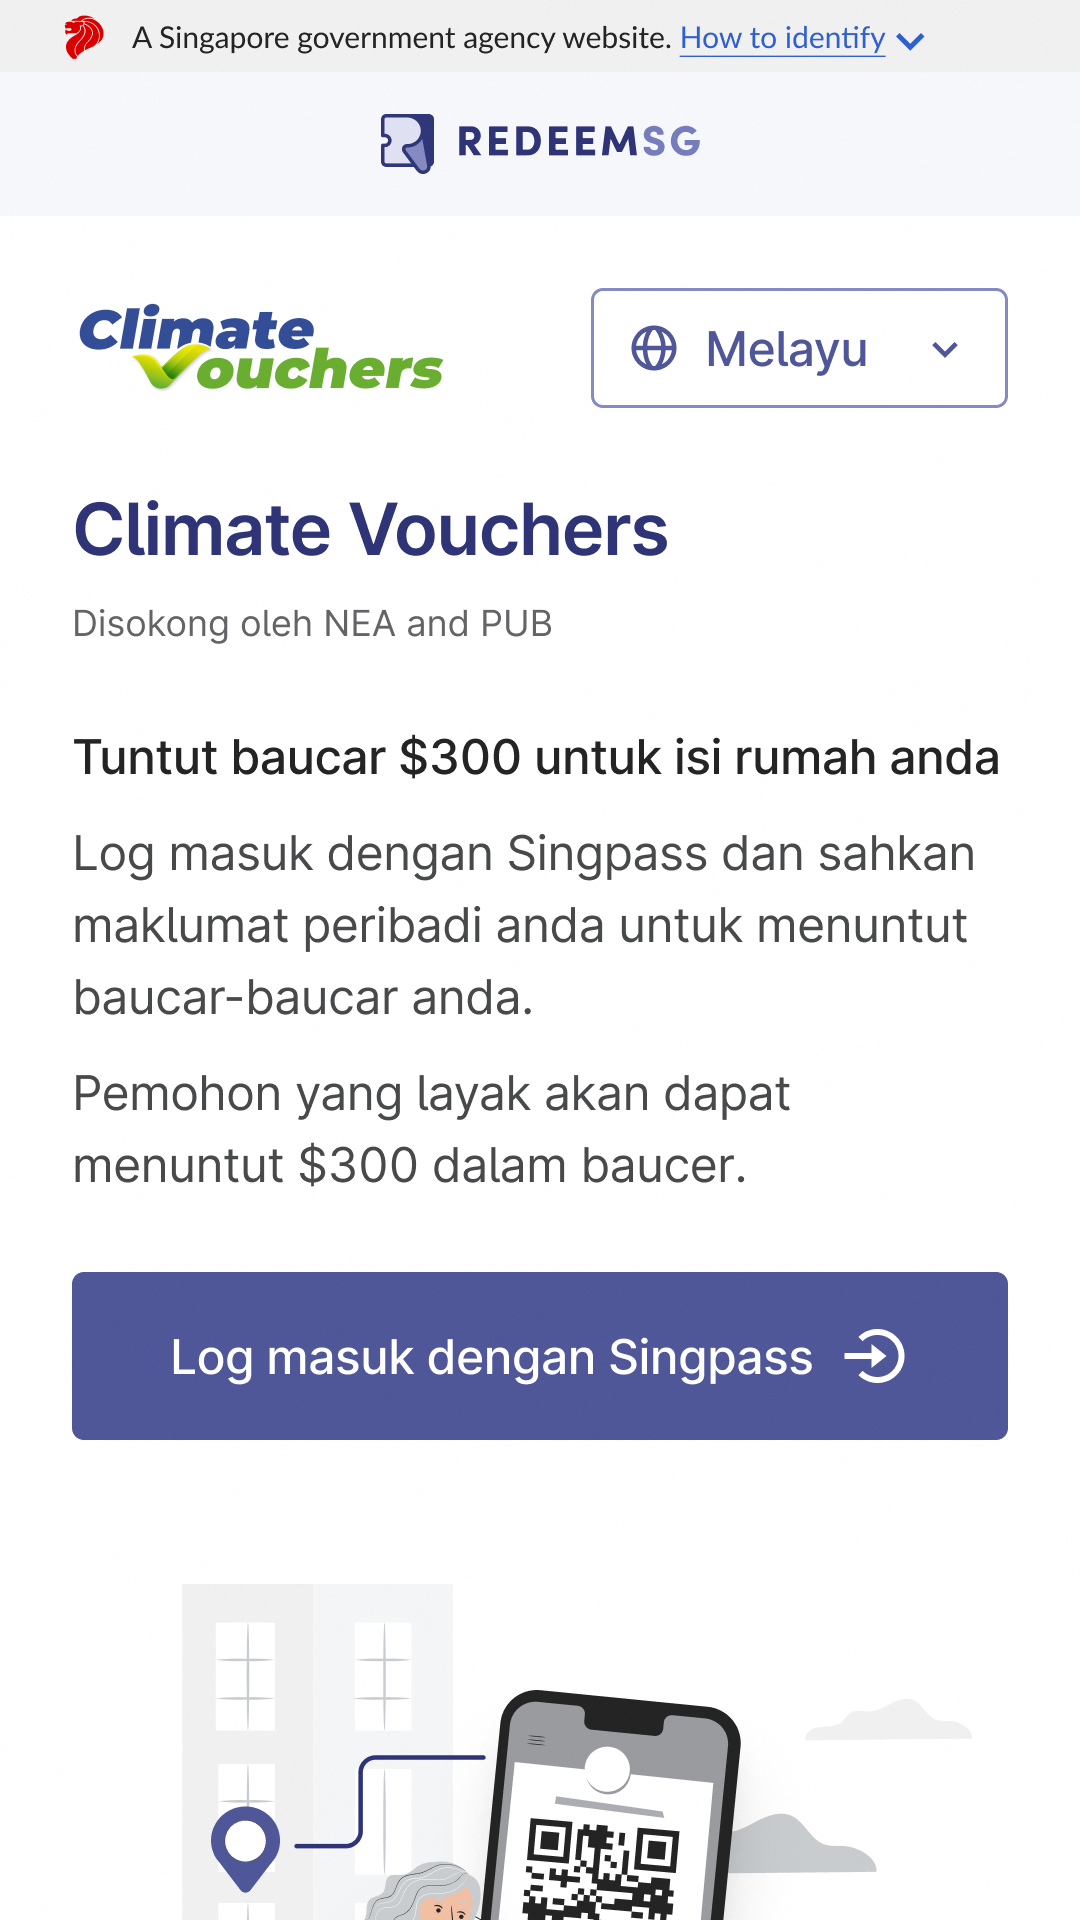 A Singapore government agency website. How to identify
REDEEMSG
Climate
Vouchers
Melayu
Climate Vouchers
Disokong oleh NEA and PUB
Tuntut baucar $300 untuk isi rumah anda
Log masuk dengan Singpass dan sahkan
maklumat peribadi anda untuk menuntut
baucar-baucar anda.
Pemohon yang layak akan dapat
menuntut $300 dalam baucer.
Log masuk dengan Singpass